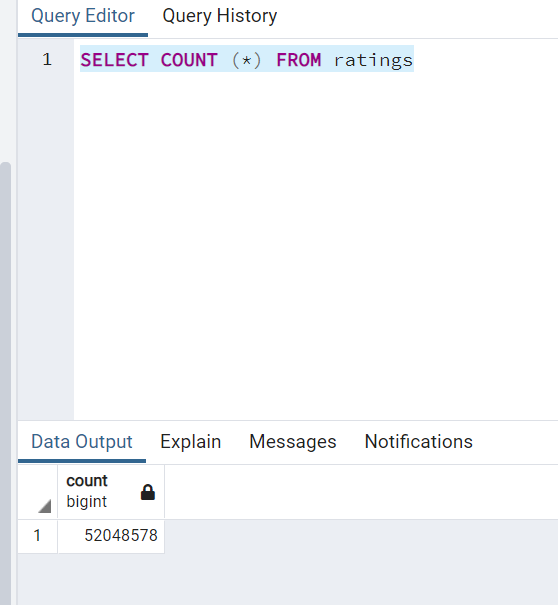 Query Editor Query History
1 SELECT COUNT (*) FROM ratings
Data Output Explain Messages Notifications
count
bigint
1 52048578